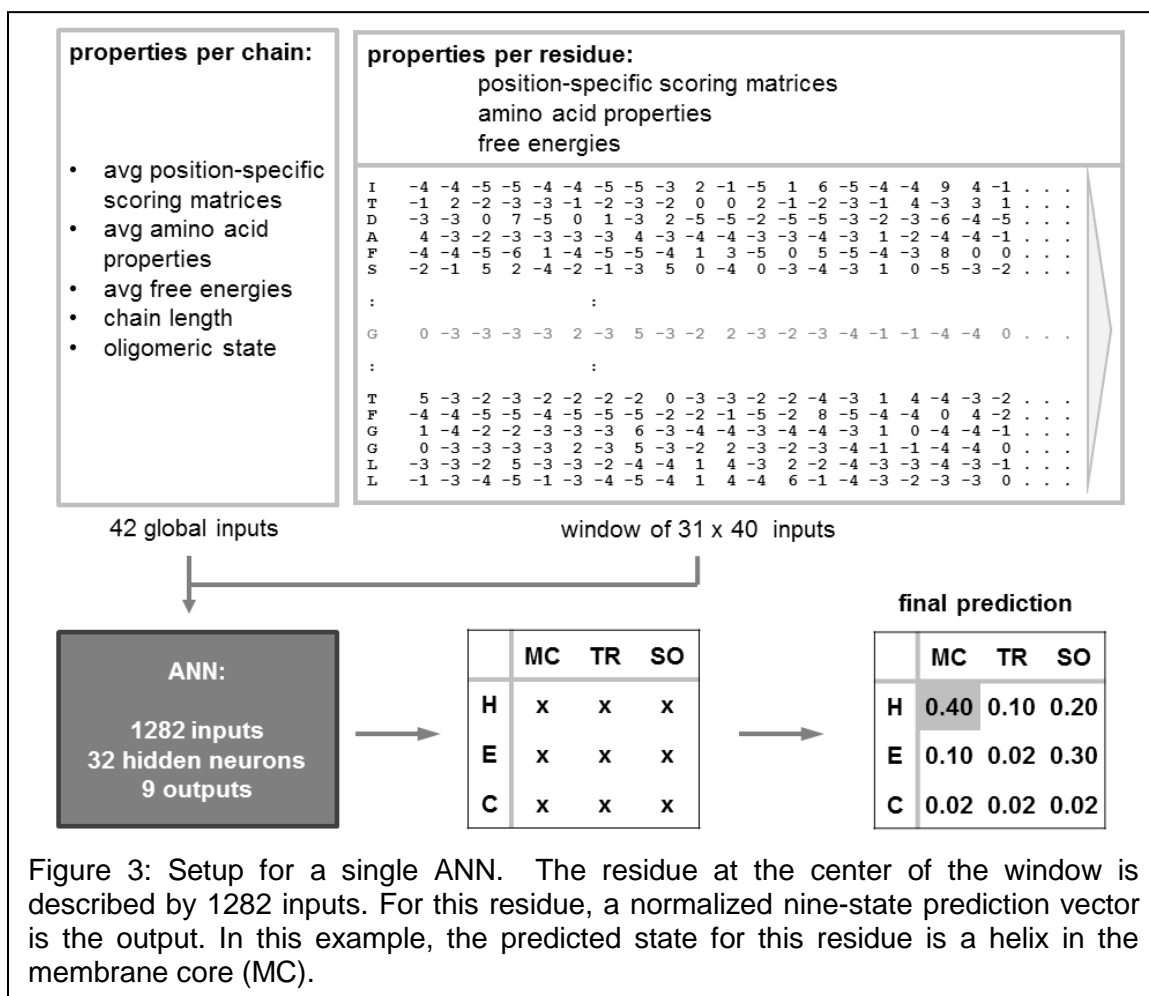 properties per chain:
• avg position-specific
scoring matrices
• avg amino acid
properties
• avg free energies
• chain length
• oligomeric state
properties per residue:
position-specific scoring matrices
amino acid properties
free energies
I -4 -4 -5 -5 -4 -4 -5 -5 -3 2 -1 -5 1 6 -5 -4 -4 9 4 -1 . . .
T -1 2 -2 -3 -3 -1 -2 -3 -2 0 0 2 -1 -2 -3 -1 4 -3 3 1 . . .
D -3 -3 0 7 -5 0 1 -3 2 -5 -5 -2 -5 -5 -3 -2 -3 -6 -4 -5 . . .
A 4 -3 -2 -3 -3 -3 -3 4 -3 -4 -4 -3 -3 -4 -3 1 -2 -4 -4 -1 . . .
F -4 -4 -5 -6 1 -4 -5 -5 -4 1 3 -5 0 5 -5 -4 -3 8 0 0 . . .
S -2 -1 5 2 -4 -2 -1 -3 5 0 -4 0 -3 -4 -3 1 0 -5 -3 -2 . . .
: :
G 0 -3 -3 -3 -3 2 -3 5 -3 -2 2 -3 -2 -3 -4 -1 -1 -4 -4 0 . . .
: :
T 5 -3 -2 -3 -2 -2 -2 -2 0 -3 -3 -2 -2 -4 -3 1 4 -4 -3 -2 . . .
F -4 -4 -5 -5 -4 -5 -5 -5 -2 -2 -1 -5 -2 8 -5 -4 -4 0 4 -2 . . .
G 1 -4 -2 -2 -3 -3 -3 6 -3 -4 -4 -3 -4 -4 -3 1 0 -4 -4 -1 . . .
G 0 -3 -3 -3 -3 2 -3 5 -3 -2 2 -3 -2 -3 -4 -1 -1 -4 -4 0 . . .
L -3 -3 -2 5 -3 -3 -2 -4 -4 1 4 -3 2 -2 -4 -3 -3 -4 -3 -1 . . .
L -1 -3 -4 -5 -1 -3 -4 -5 -4 1 4 -4 6 -1 -4 -3 -2 -3 -3 0 . . .
42 global inputs
window of 31 x 40 inputs
ANN:
1282 inputs
32 hidden neurons
9 outputs
MC TR SO
H x x x
E x x x
C x x x
final prediction
MC TR SO
H 0.40 0.10 0.20
E 0.10 0.02 0.30
C 0.02 0.02 0.02
Figure 3: Setup for a single ANN. The residue at the center of the window is
described by 1282 inputs. For this residue, a normalized nine-state prediction vector
is the output. In this example, the predicted state for this residue is a helix in the
membrane core (MC).